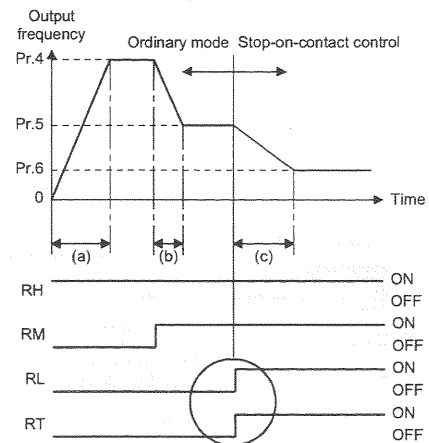 Output
frequency
Ordinary mode Stop-on-contact control
Pr.4
Pr.5
Pr.6
0
Time
(a) (b) (c)
RH ON
OFF
RM ON
OFF
RL ON
OFF
RT ON
OFF